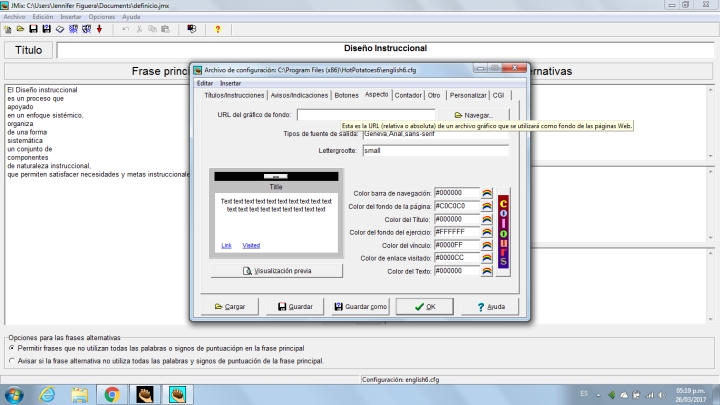 JMix: C:\Users\Jennifer Figuera\Documents\definicio.jmx
Archivo Edición Insertar Opciones Ayuda
Título
Diseño Instruccional
Frase princ
ernativas
El Diseño instruccional
es un proceso que
apoyado
en un enfoque sistémico,
organiza
de una forma
sistemática
un conjunto de
componentes
de naturaleza instruccional,
que permiten satisfacer necesidades y metas instruccionale
Archivo de configuración: C:\Program Files (x86)\HotPotatoes6\english6.cfg
Editar Insertar
Títulos/Instrucciones Avisos/Indicaciones Botones Aspecto Contador Otro Personalizar CGI
URL del gráfico de fondo:
Navegar...
Esta es la URL (relativa o absoluta) de un archivo gráfico que se utilizará como fondo de las páginas Web.
Tipos de fuente de salida: Geneva,Arial,sans-serif
Lettergrootte: small
Title
Text text text text text text text text text text
text text text text text text text text text
Link Visited
Visualización previa
Color barra de navegación: #000000
Color del fondo de la página: #C0C0C0
Color del Título: #000000
Color del fondo del ejercicio: #FFFFFF
Color del vínculo: #0000FF
Color de enlace visitado: #0000CC
Color del Texto: #000000
colours
Cargar Guardar Guardar como OK Ayuda
Opciones para las frases alternativas
Permitir frases que no utilizan todas las palabras o signos de puntuaciópn en la frase principal
Avisar si la frase alternativa no utiliza todas las palabras y signos de puntuación de la frase principal.
Configuración: english6.cfg
ES
05:19 p.m.
26/03/2017